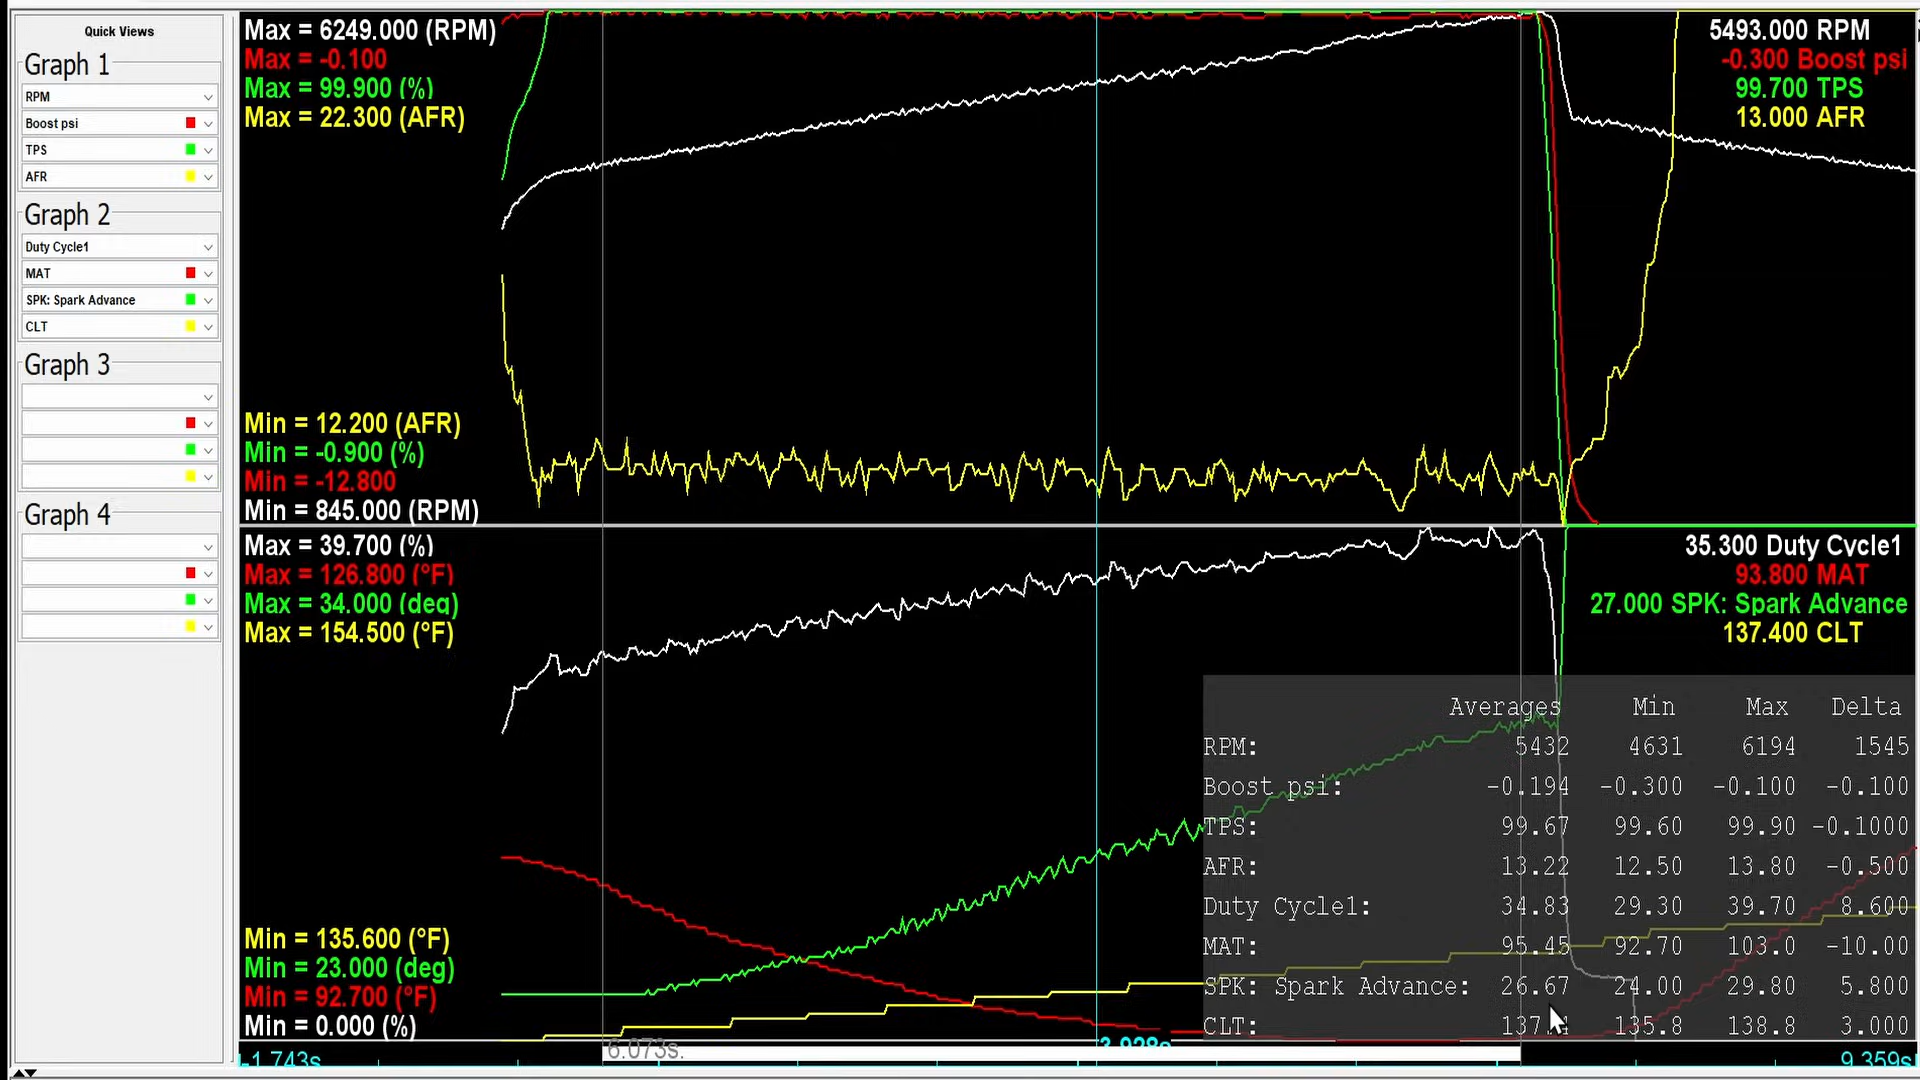 Quick Views
Graph 1
RPM
Boost psi
TPS
AFR
Graph 2
Duty Cycle1
MAT
SPK: Spark Advance
CLT
Graph 3
Graph 4
Max = 6249.000 (RPM)
Max = -0.100
Max = 99.900 (%)
Max = 22.300 (AFR)
5493.000 RPM
-0.300 Boost psi
99.700 TPS
13.000 AFR
Min = 12.200 (AFR)
Min = -0.900 (%)
Min = -12.800
Min = 845.000 (RPM)
Max = 39.700 (%)
Max = 126.800 (°F)
Max = 34.000 (deg)
Max = 154.500 (°F)
35.300 Duty Cycle1
93.800 MAT
27.000 SPK: Spark Advance
137.400 CLT
Averages Min Max Delta
RPM: 5432 4631 6194 1545
Boost psi: -0.194 -0.300 -0.100 -0.100
TPS: 99.67 99.60 99.90 -0.1000
AFR: 13.22 12.50 13.80 -0.500
Duty Cycle1: 34.83 29.30 39.70 8.600
MAT: 95.45 92.70 103.0 -10.00
SPK: Spark Advance: 26.67 24.00 29.80 5.800
CLT: 135.8 138.8 3.000
Min = 135.600 (°F)
Min = 23.000 (deg)
Min = 92.700 (°F)
Min = 0.000 (%)
-1.743s
6.073s.
3.928s
9.359s